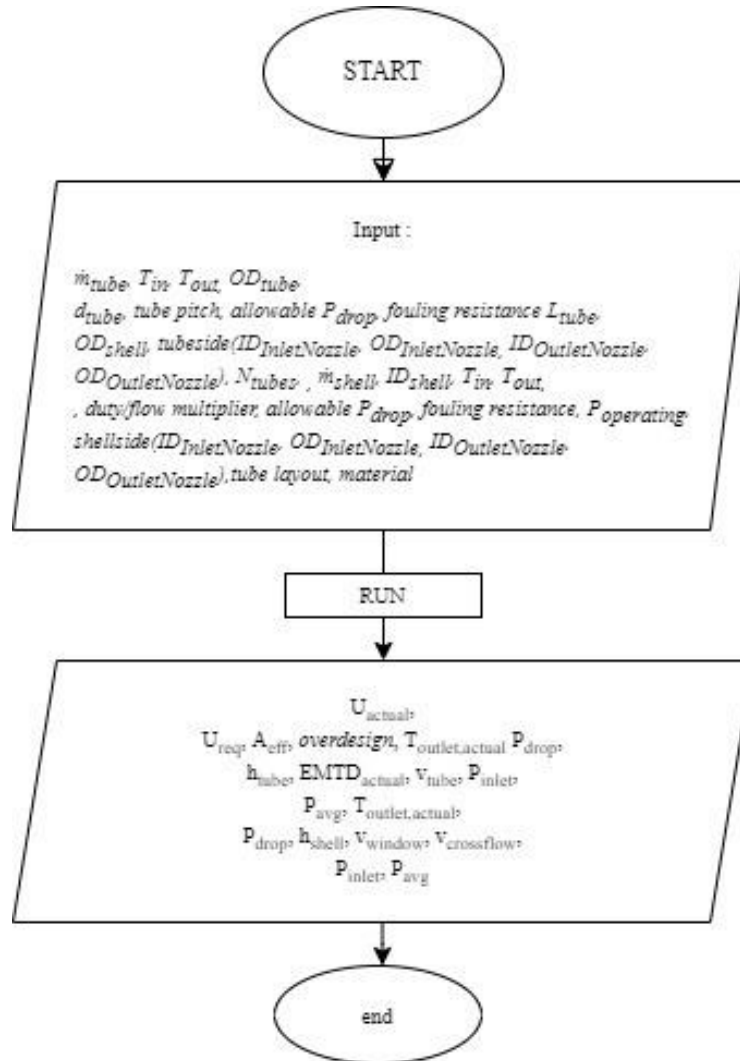 START
Input :
ṁtube, Tin, Tout, ODtube,
dtube, tube pitch, allowable Pdrop, fouling resistance Ltube,
ODshell, tubeside(IDInletNozzle, ODInletNozzle, IDOutletNozzle,
ODOutletNozzle), Ntubes, , ṁshell, IDshell, Tin, Tout,
, duty/flow multiplier, allowable Pdrop, fouling resistance, Poperating,
shellside(IDInletNozzle, ODInletNozzle, IDOutletNozzle,
ODOutletNozzle),tube layout, material
RUN
Uactual,
Ureq, Aeff, overdesign, Toutlet,actual Pdrop,
htube, EMTDactual, vtube, Pinlet,
Pavg, Toutlet,actual,
Pdrop, hshell, vwindow, vcrossflow,
Pinlet, Pavg
end